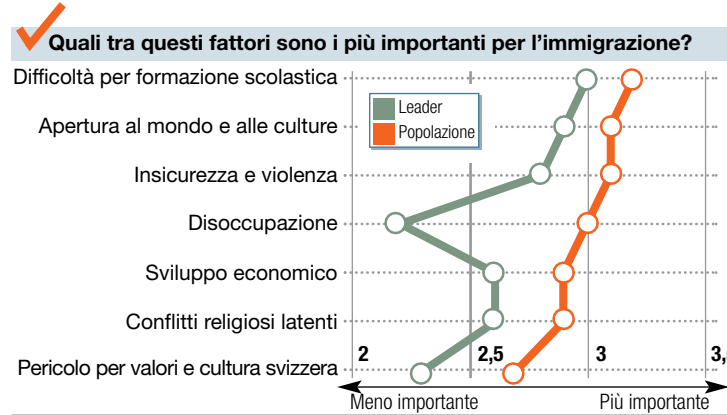 Quali tra questi fattori sono i più importanti per l'immigrazione?
Difficoltà per formazione scolastica
Leader
Popolazione
Apertura al mondo e alle culture
Insicurezza e violenza
Disoccupazione
Sviluppo economico
Conflitti religiosi latenti
Pericolo per valori e cultura svizzera
2 2,5 3 3,
Meno importante Più importante